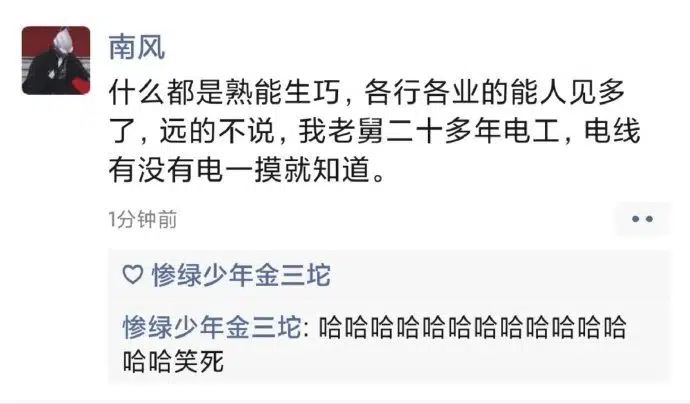 南风
什么都是熟能生巧，各行各业的能人见多
了，远的不说，我老舅二十多年电工，电线
有没有电一摸就知道。
1分钟前
惨绿少年金三坨
惨绿少年金三坨: 哈哈哈哈哈哈哈哈哈哈哈哈
哈哈笑死